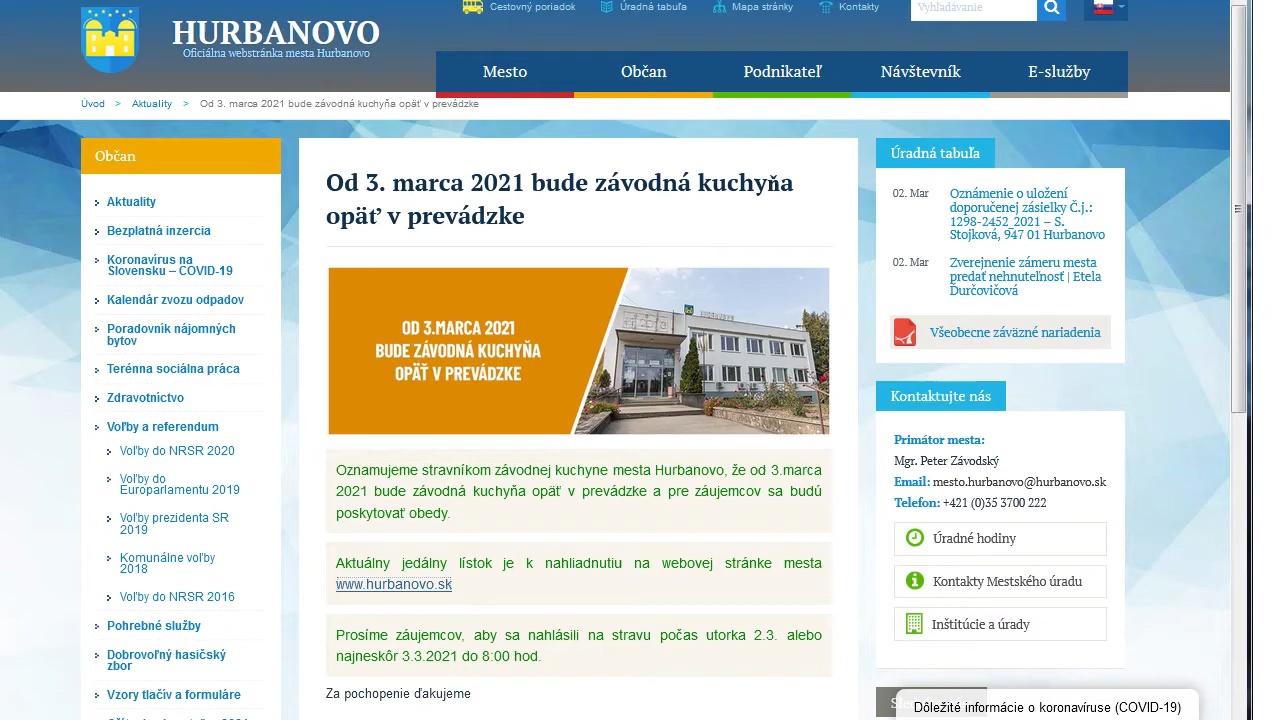 Cestovný poriadok
Úradná tabuľa
Mapa stránky
Kontakty
Vyhľadávanie
HURBANOVO
Oficiálna webstránka mesta Hurbanovo
Mesto
Občan
Podnikateľ
Návštevník
E-služby
Úvod > Aktuality > Od 3. marca 2021 bude závodná kuchyňa opäť v prevádzke
Občan
Aktuality
Bezplatná inzercia
Koronavírus na
Slovensku – COVID-19
Kalendár zvozu odpadov
Poradovník nájomných
bytov
Terénna sociálna práca
Zdravotníctvo
Voľby a referendum
Voľby do NRSR 2020
Voľby do
Europarlamentu 2019
Voľby prezidenta SR
2019
Komunálne voľby
2018
Voľby do NRSR 2016
Pohrebné služby
Dobrovoľný hasičský
zbor
Vzory tlačív a formuláre
Od 3. marca 2021 bude závodná kuchyňa
opäť v prevádzke
OD 3.MARCA 2021
BUDE ZÁVODNÁ KUCHYŇA
OPÄŤ V PREVÁDZKE
Oznamujeme stravníkom závodnej kuchyne mesta Hurbanovo, že od 3.marca
2021 bude závodná kuchyňa opäť v prevádzke a pre záujemcov sa budú
poskytovať obedy.
Aktuálny jedálny lístok je k nahliadnutiu na webovej stránke mesta
www.hurbanovo.sk
Prosíme záujemcov, aby sa nahlásili na stravu počas utorka 2.3. alebo
najneskôr 3.3.2021 do 8:00 hod.
Za pochopenie ďakujeme
Úradná tabuľa
02. Mar
Oznámenie o uložení
doporučenej zásielky Č.j.:
1298-2452_2021 – S.
Stojková, 947 01 Hurbanovo
02. Mar
Zverejnenie zámeru mesta
predať nehnuteľnosť | Etela
Ďurčovičová
Všeobecne záväzné nariadenia
Kontaktujte nás
Primátor mesta:
Mgr. Peter Závodský
Email: mesto.hurbanovo@hurbanovo.sk
Telefon: +421 (0)35 3700 222
Úradné hodiny
Kontakty Mestského úradu
Inštitúcie a úrady
Dôležité informácie o koronavíruse (COVID-19)